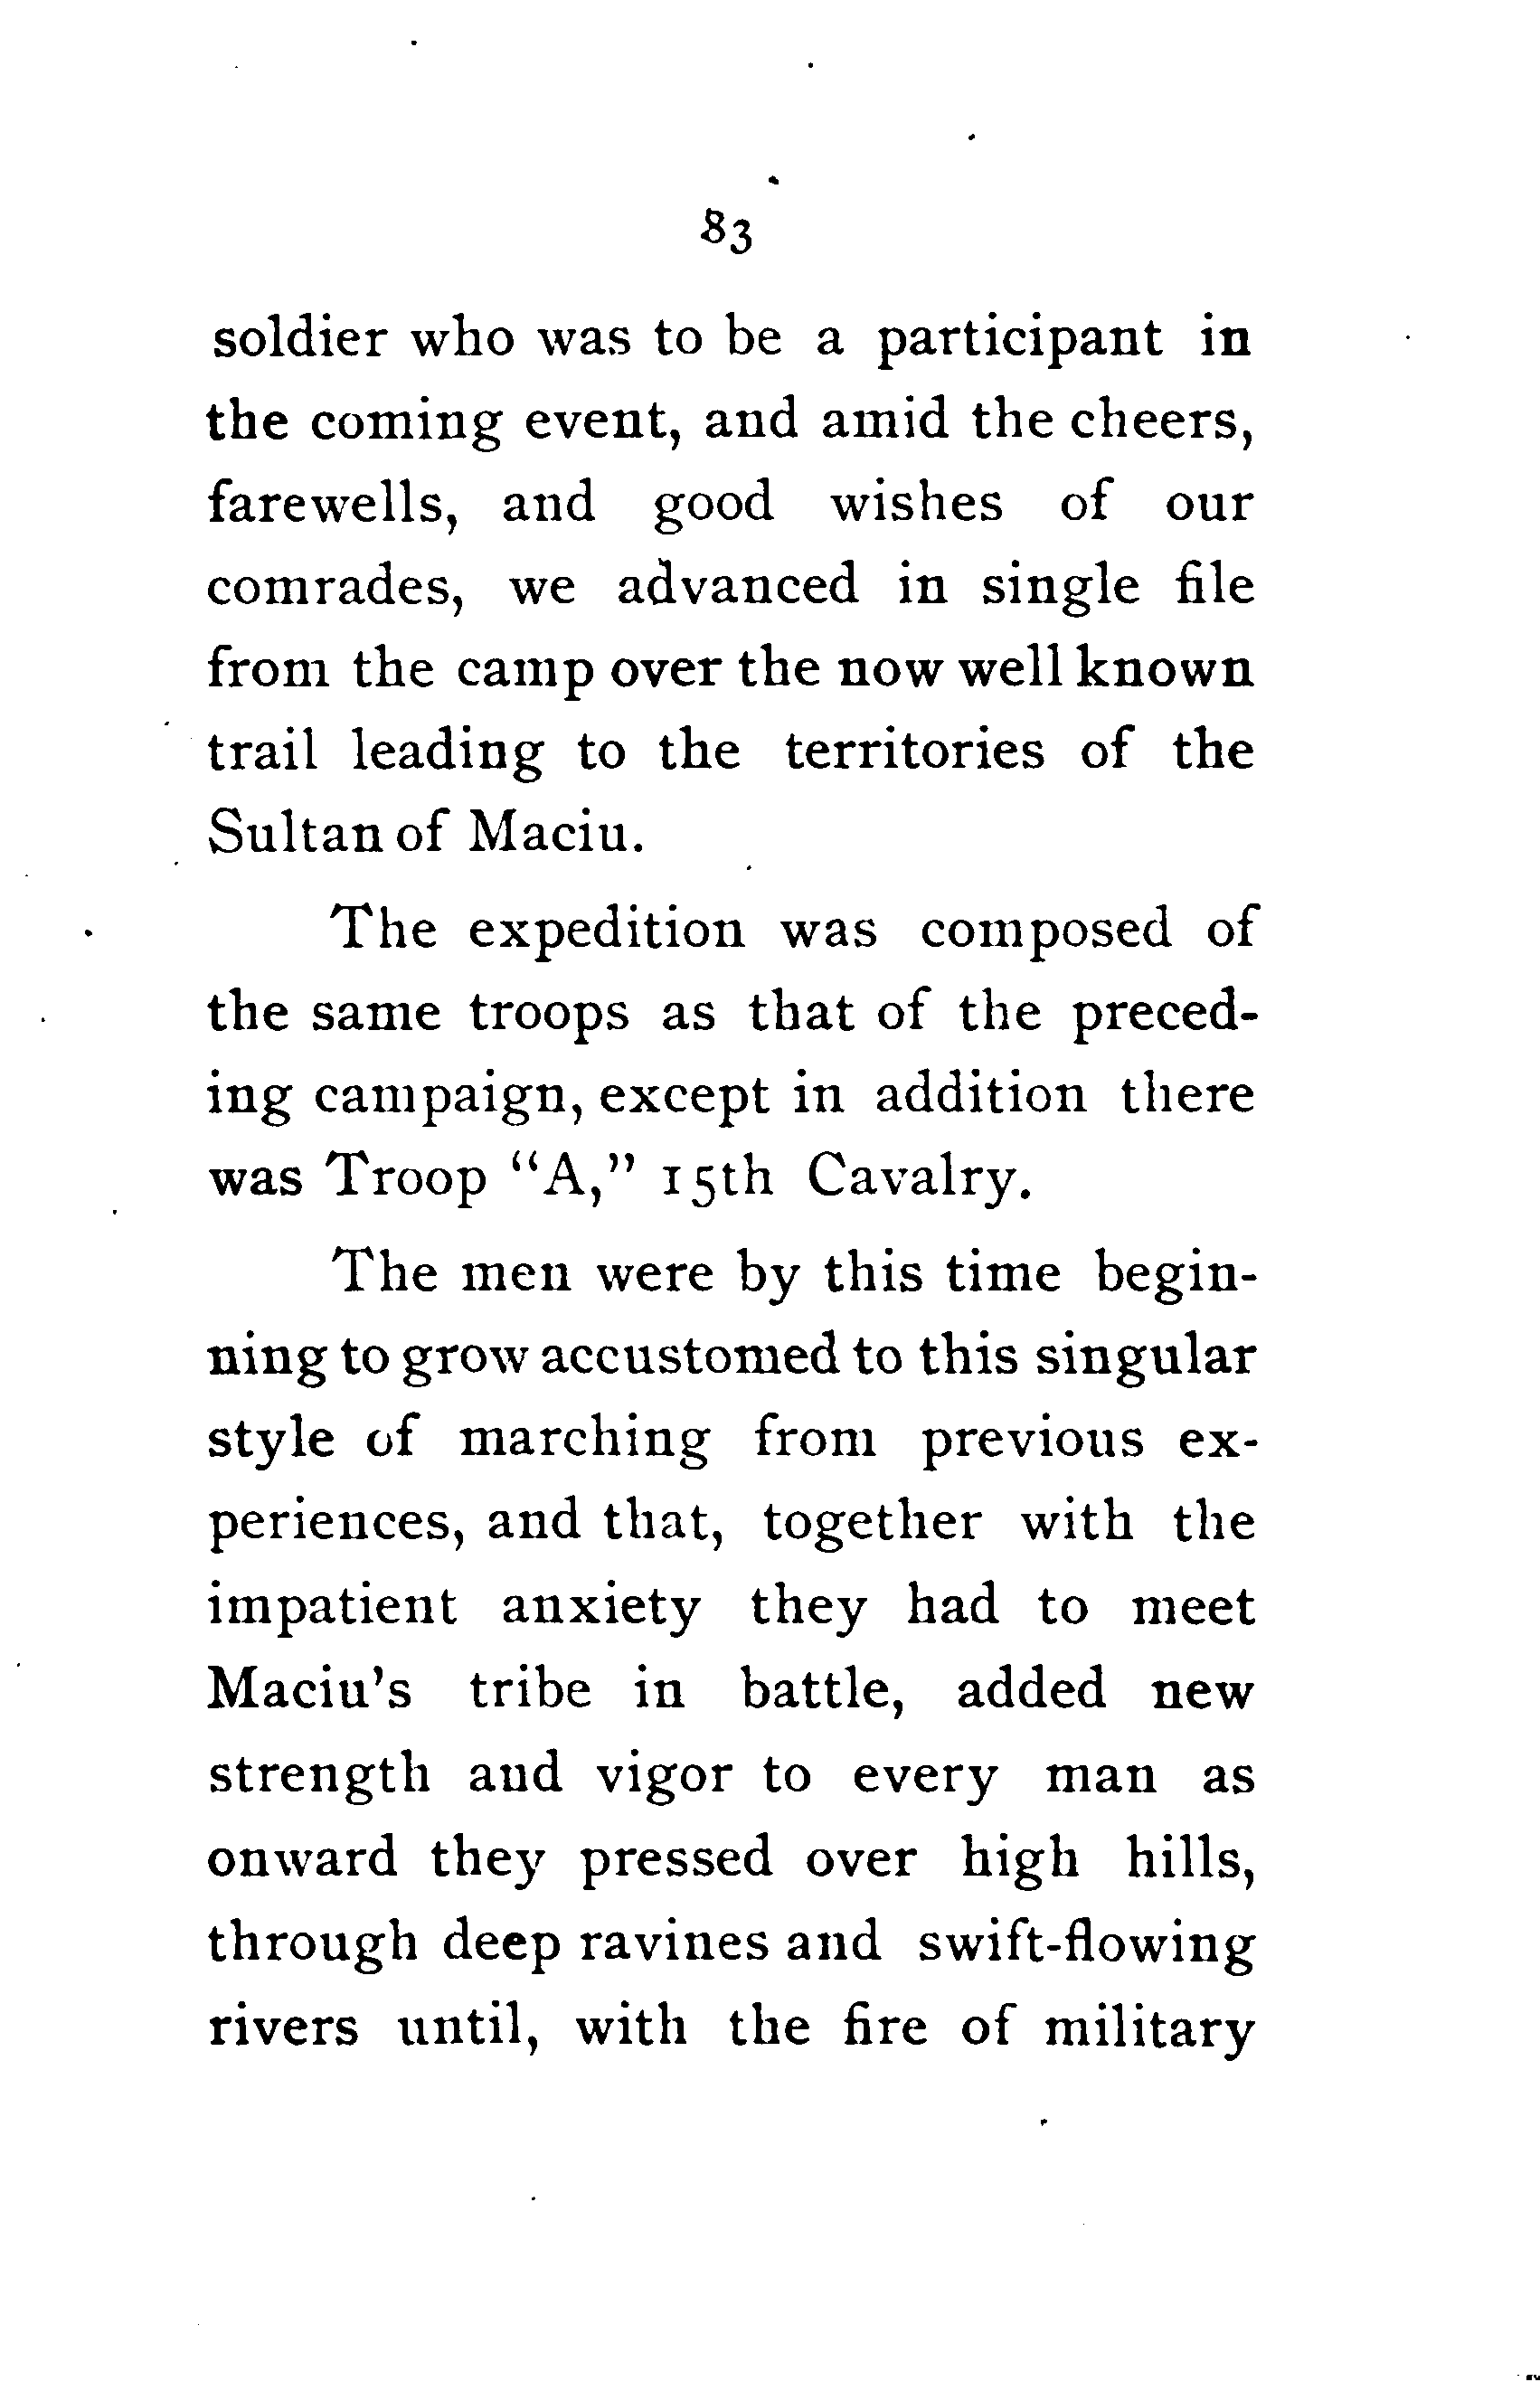 83
soldier who was to be a participant in
the coming event, and amid the cheers,
farewells, and good wishes of our
comrades, we advanced in single file
from the camp over the now well known
trail leading to the territories of the
Sultan of Maciu.
The expedition was composed of
the same troops as that of the preced-
ing campaign, except in addition there
was Troop "A," 15th Cavalry.
The men were by this time begin-
ning to grow accustomed to this singular
style of marching from previous ex-
periences, and that, together with the
impatient anxiety they had to meet
Maciu's tribe in battle, added new
strength and vigor to every man as
onward they pressed over high hills,
through deep ravines and swift-flowing
rivers until, with the fire of military